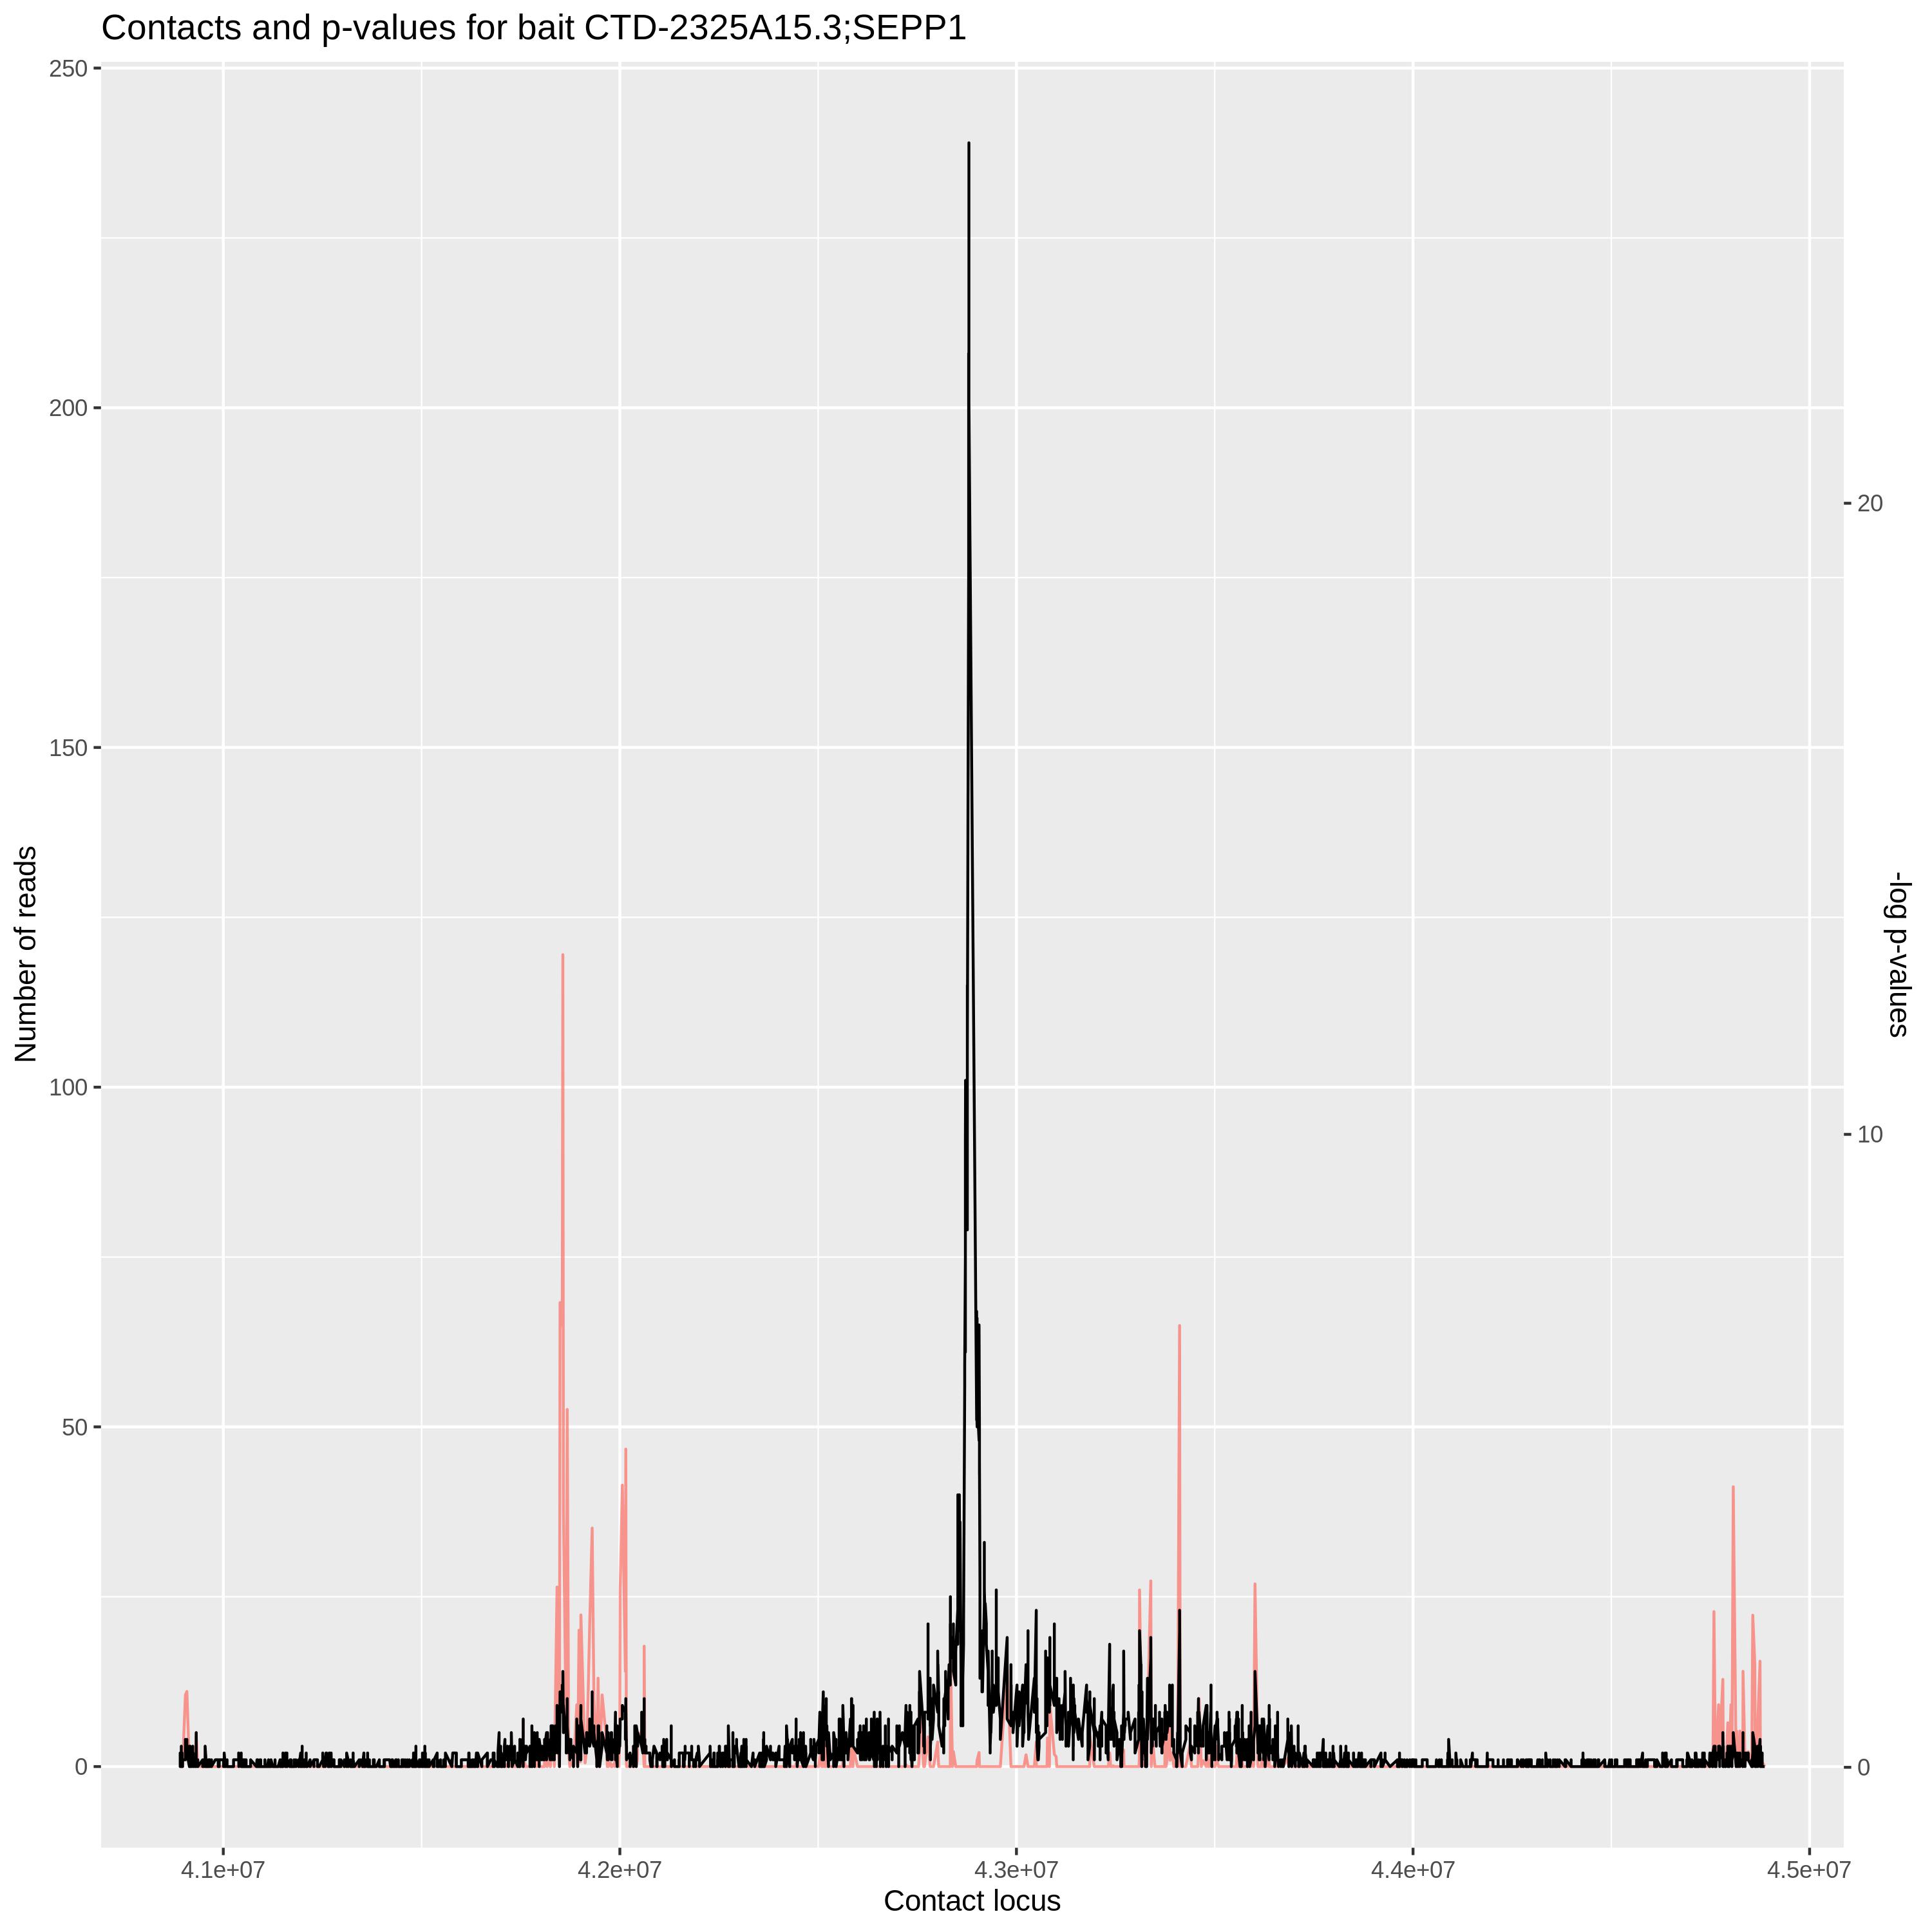 Contacts and p-values for bait CTD-2325A15.3;SEPP1
250
200
150
100
50
0
Number of reads
20
10
0
-log p-values
4.1e+07
4.2e+07
4.3e+07
4.4e+07
4.5e+07
Contact locus